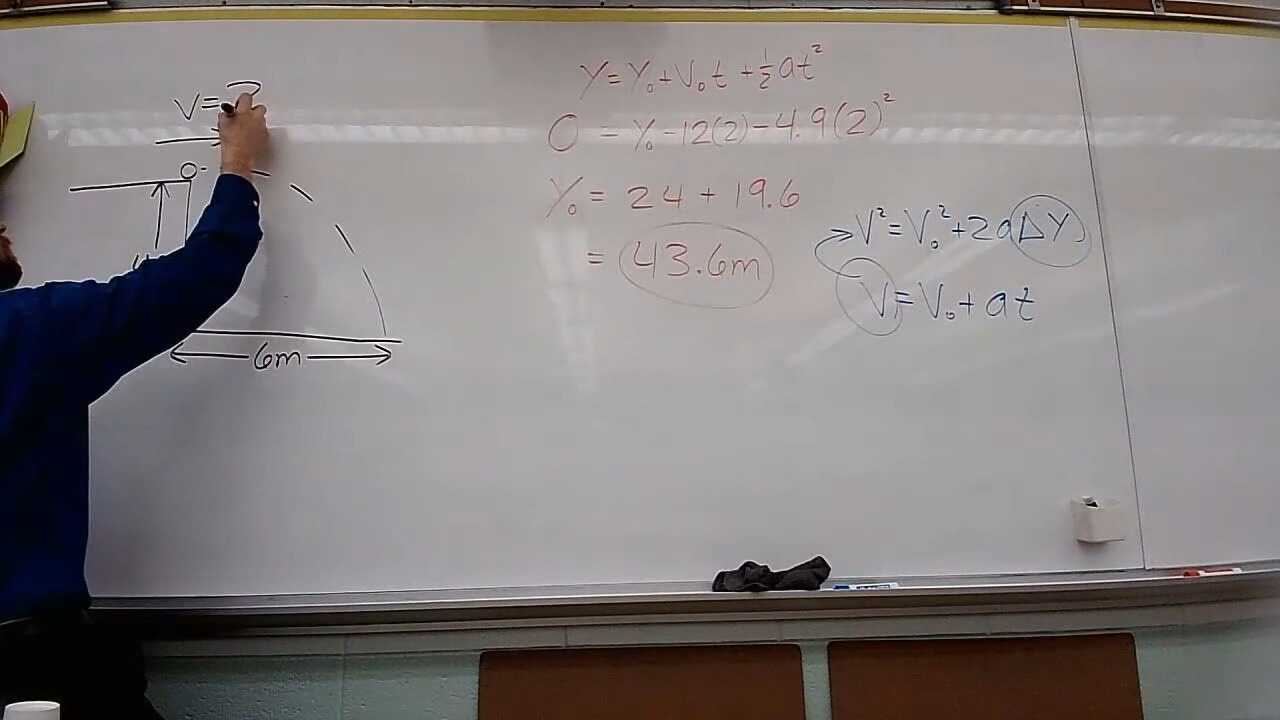 V=?
6m
Y=Y₀+V₀t+½at²
0=Y₀-12(2)-4.9(2)²
Y₀=24+19.6
=43.6m
V²=V₀²+2aΔY
V=V₀+at